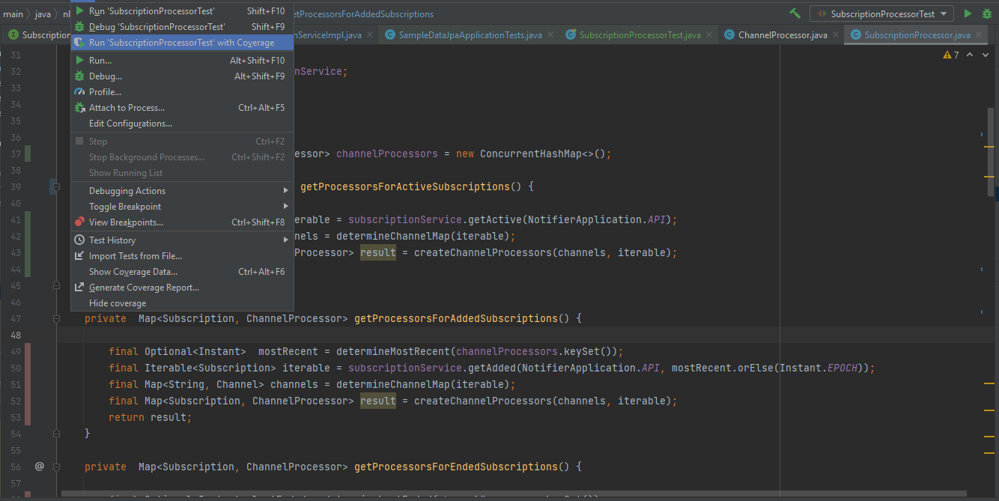 main java nl etProcessorsForAddedSubscriptions SubscriptionProcessorTest
Subscription nServiceImpl.java SampleDataJpaApplicationTests.java SubscriptionProcessorTest.java ChannelProcessor.java SubscriptionProcessor.java
Run 'SubscriptionProcessorTest' Shift+F10
Debug 'SubscriptionProcessorTest' Shift+F9
Run 'SubscriptionProcessorTest' with Coverage
Run... Alt+Shift+F10
Debug... Alt+Shift+F9
Profile...
Attach to Process... Ctrl+Alt+F5
Edit Configurations...
Stop Ctrl+F2
Stop Background Processes... Ctrl+Shift+F2
Show Running List
Debugging Actions
Toggle Breakpoint
View Breakpoints... Ctrl+Shift+F8
Test History
Import Tests from File...
Show Coverage Data... Ctrl+Alt+F6
Generate Coverage Report...
Hide coverage
7
31
32 nService;
33
34
35
36
37 essor> channelProcessors = new ConcurrentHashMap<>();
38
39 getProcessorsForActiveSubscriptions() {
40
41 erable = subscriptionService.getActive(NotifierApplication.API);
42 nels = determineChannelMap(iterable);
43 Processor> result = createChannelProcessors(channels, iterable);
44
45
46
47 private Map<Subscription, ChannelProcessor> getProcessorsForAddedSubscriptions() {
48
49 final Optional<Instant> mostRecent = determineMostRecent(channelProcessors.keySet());
50 final Iterable<Subscription> iterable = subscriptionService.getAdded(NotifierApplication.API, mostRecent.orElse(Instant.EPOCH));
51 final Map<String, Channel> channels = determineChannelMap(iterable);
52 final Map<Subscription, ChannelProcessor> result = createChannelProcessors(channels, iterable);
53 return result;
54 }
55
56 @ private Map<Subscription, ChannelProcessor> getProcessorsForEndedSubscriptions() {
57